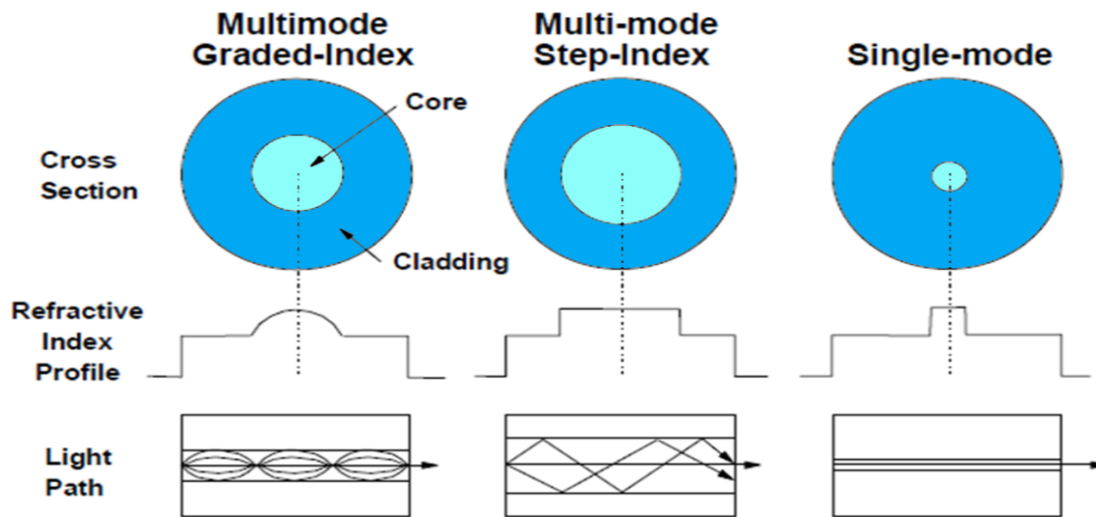 Multimode
Graded-Index
Multi-mode
Step-Index
Single-mode
Core
Cross
Section
Cladding
Refractive
Index
Profile
Light
Path